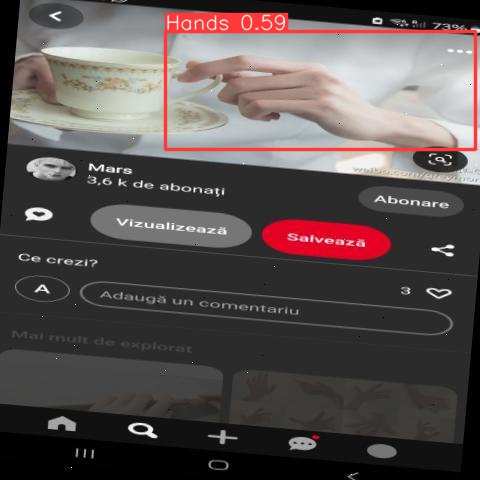 Hands 0.59
73%
Mars
3,6 k de abonați
Abonare
Vizualizează
Salvează
Ce crezi?
3
A
Adaugă un comentariu
Mai mult de explorat